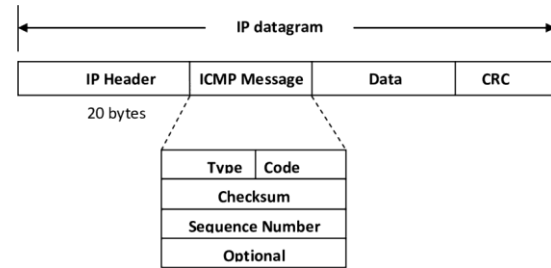 IP datagram
IP Header ICMP Message Data CRC
20 bytes
Type Code
Checksum
Sequence Number
Optional